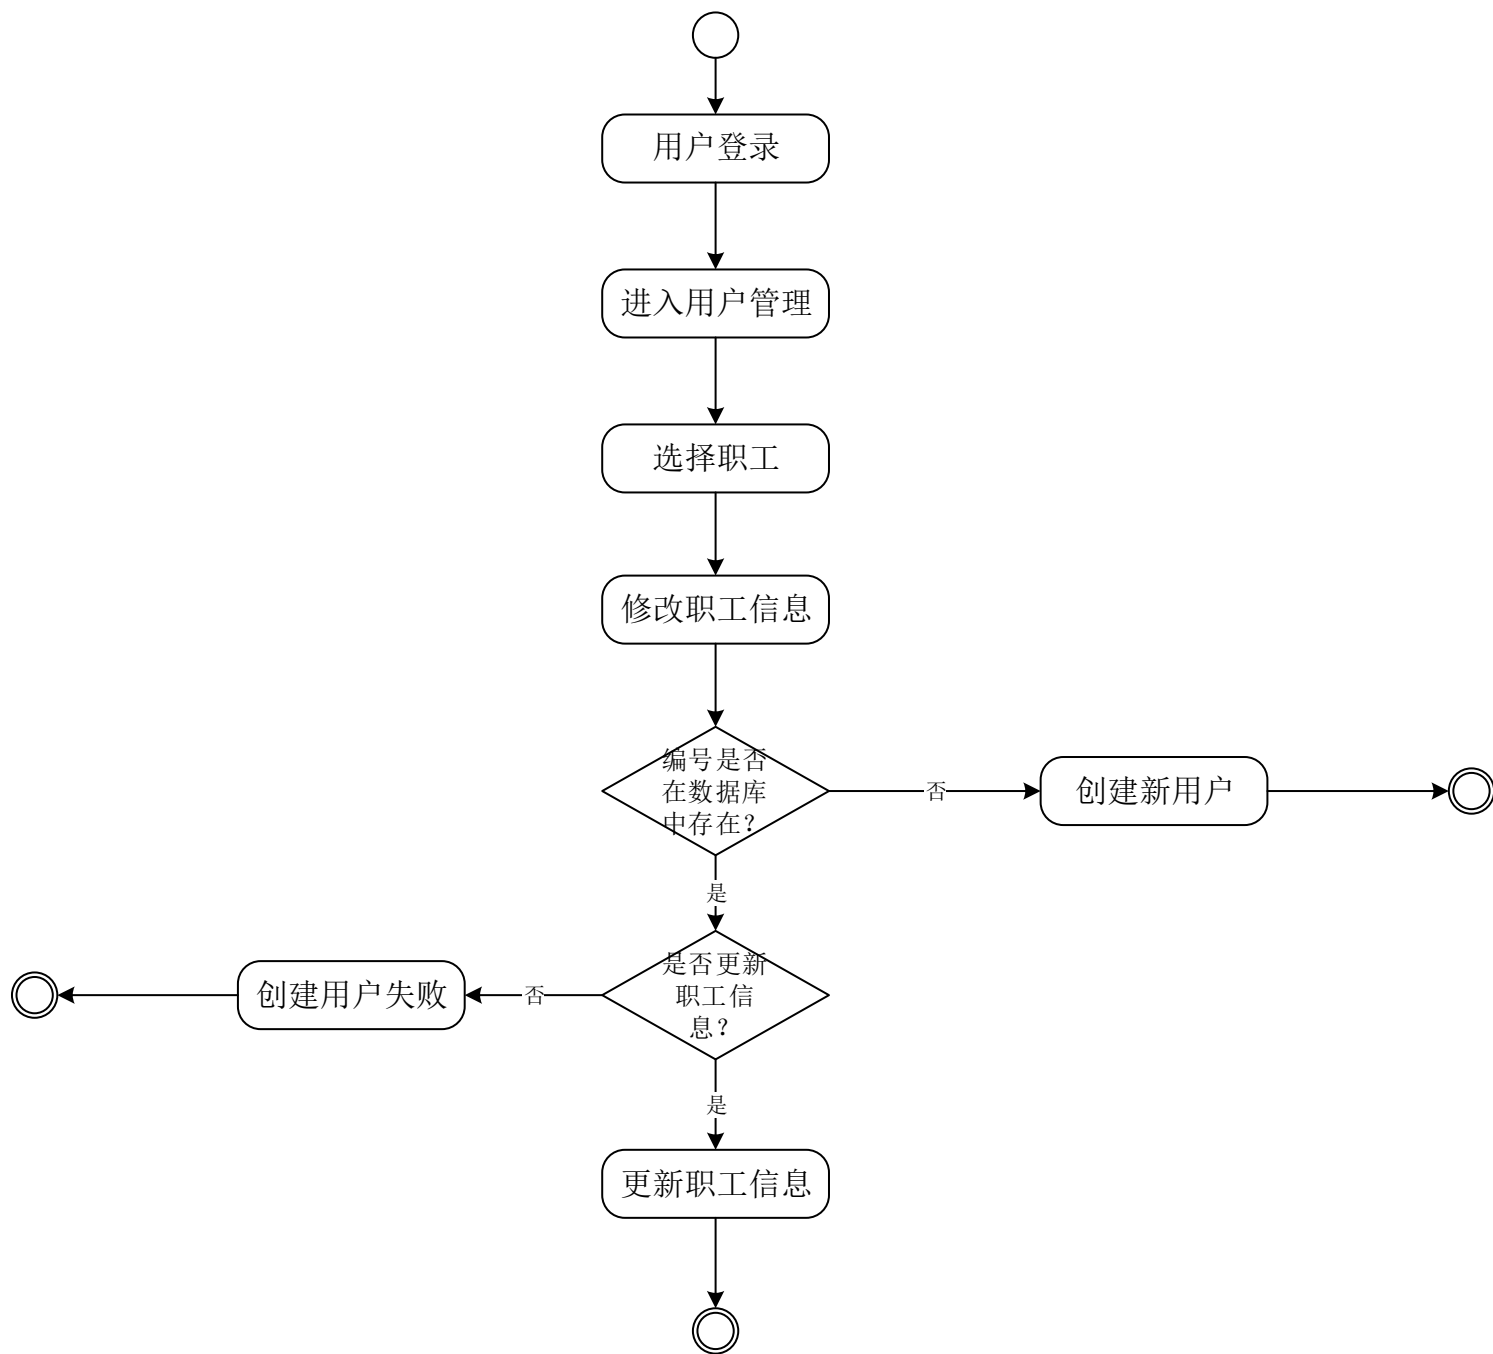 用户登录
进入用户管理
选择职工
修改职工信息
编号是否
在数据库
中存在？
否
创建新用户
是
是否更新
职工信
息？
否
创建用户失败
是
更新职工信息